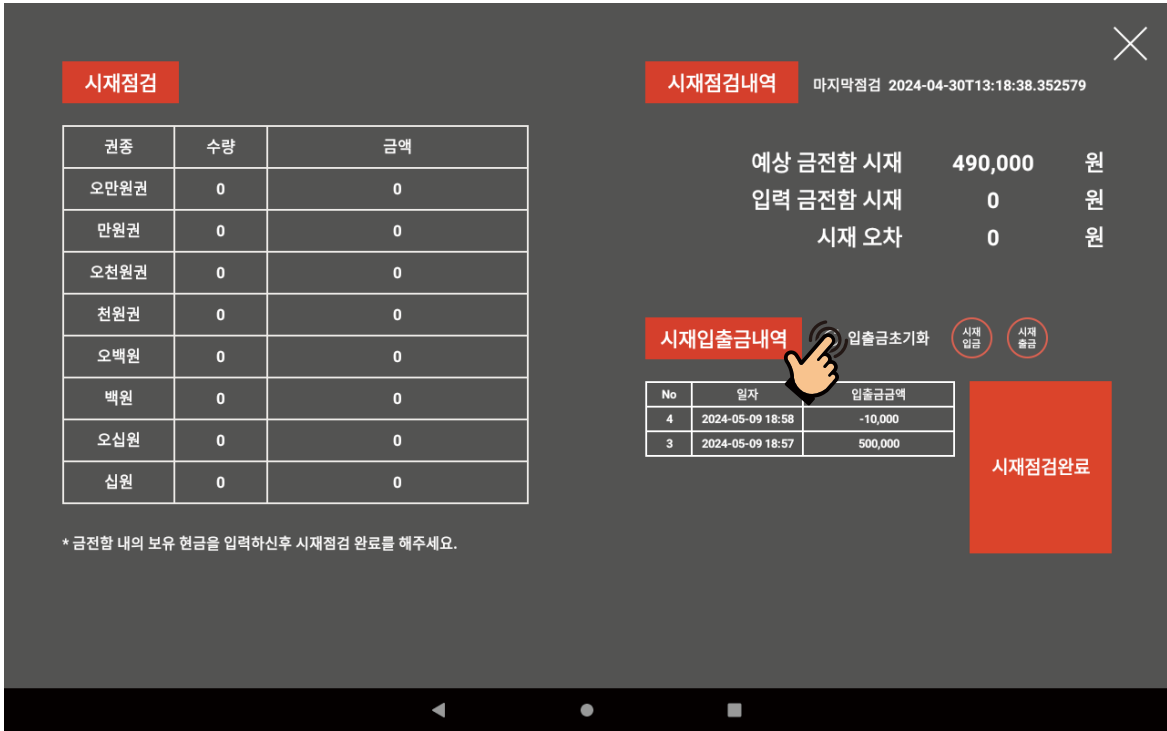 시재점검
권종 수량 금액
오만원권 0 0
만원권 0 0
오천원권 0 0
천원권 0 0
오백원 0 0
백원 0 0
오십원 0 0
십원 0 0
* 금전함 내의 보유 현금을 입력하신후 시재점검 완료를 해주세요.
시재점검내역 마지막점검 2024-04-30T13:18:38.352579
예상 금전함 시재 490,000 원
입력 금전함 시재 0 원
시재 오차 0 원
시재입출금내역 입출금초기화
시재
입금
시재
출금
No 일자 입출금금액
4 2024-05-09 18:58 -10,000
3 2024-05-09 18:57 500,000
시재점검완료